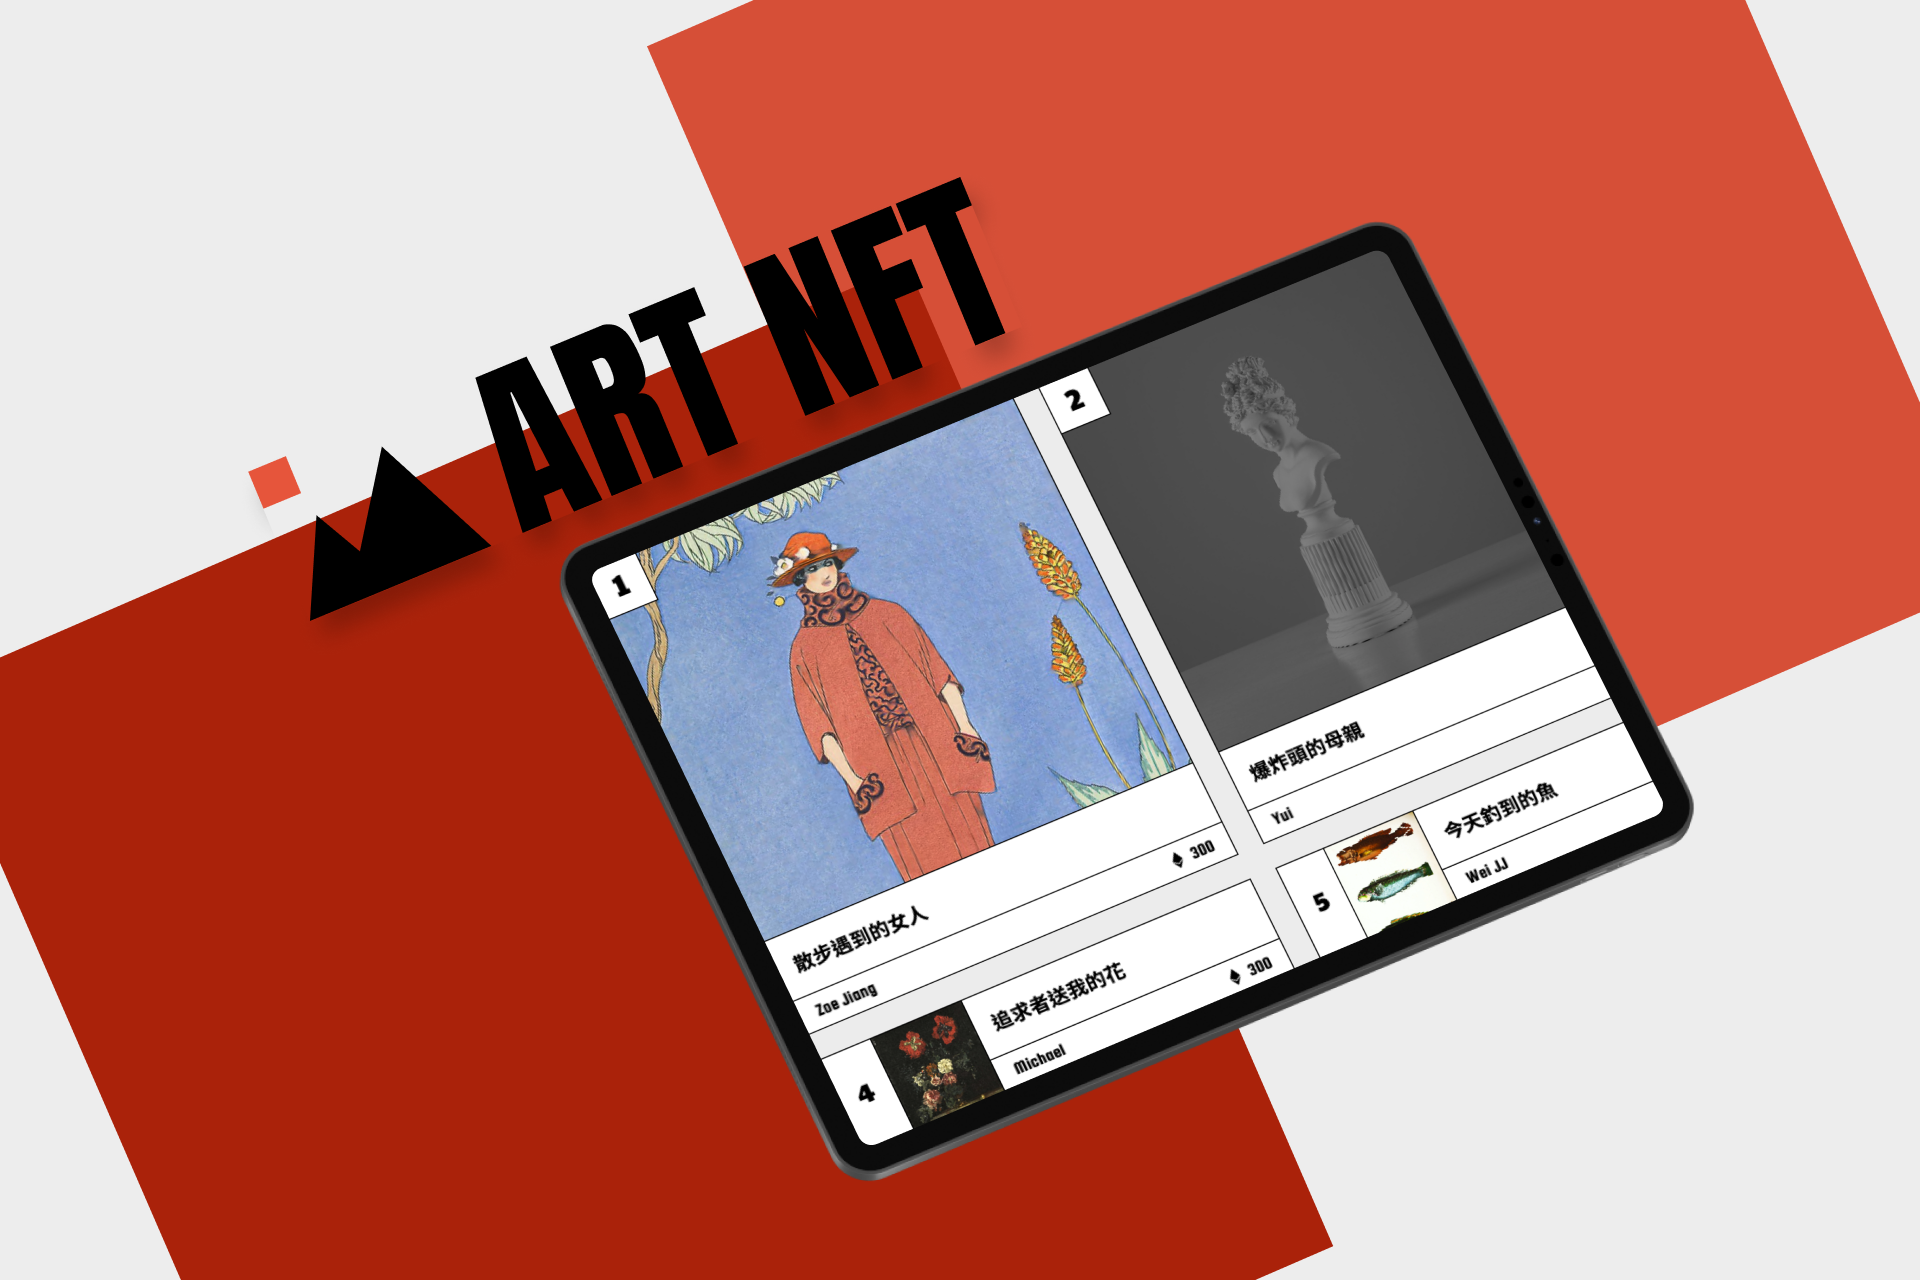 ART NFT
1
散步遇到的女人
Zoe Jiang
300
2
爆炸頭的母親
Yui
4
追求者送我的花
Michael
300
5
今天釣到的魚
Wei JJ